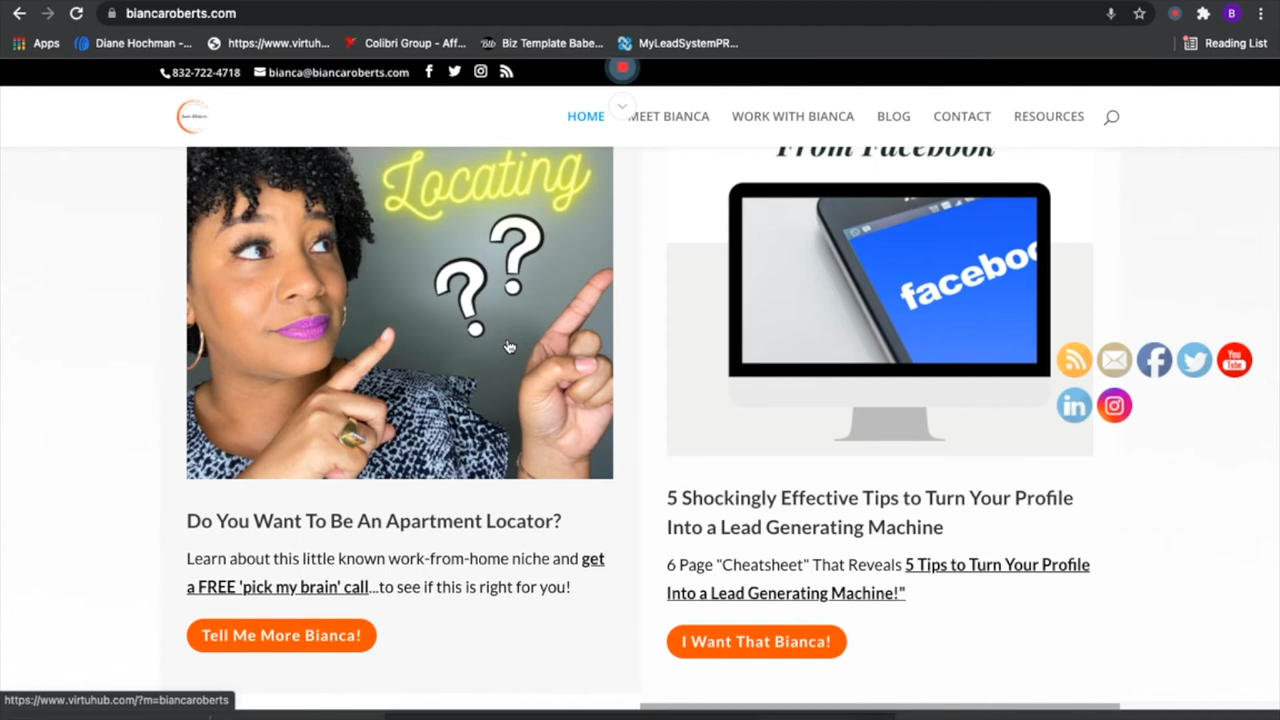 biancaroberts.com
B
Apps
Diane Hochman -...
https://www.virtuh...
Colibri Group - Aff...
Biz Template Babe...
MyLeadSystemPR...
Reading List
832-722-4718
bianca@biancaroberts.com
HOME
MEET BIANCA
WORK WITH BIANCA
BLOG
CONTACT
RESOURCES
Locating
? ?
From Facebook
faceboo
You Tube
in
Do You Want To Be An Apartment Locator?
Learn about this little known work-from-home niche and get
a FREE 'pick my brain' call...to see if this is right for you!
Tell Me More Bianca!
5 Shockingly Effective Tips to Turn Your Profile
Into a Lead Generating Machine
6 Page "Cheatsheet" That Reveals 5 Tips to Turn Your Profile
Into a Lead Generating Machine!"
I Want That Bianca!
https://www.virtuhub.com/?m=biancaroberts